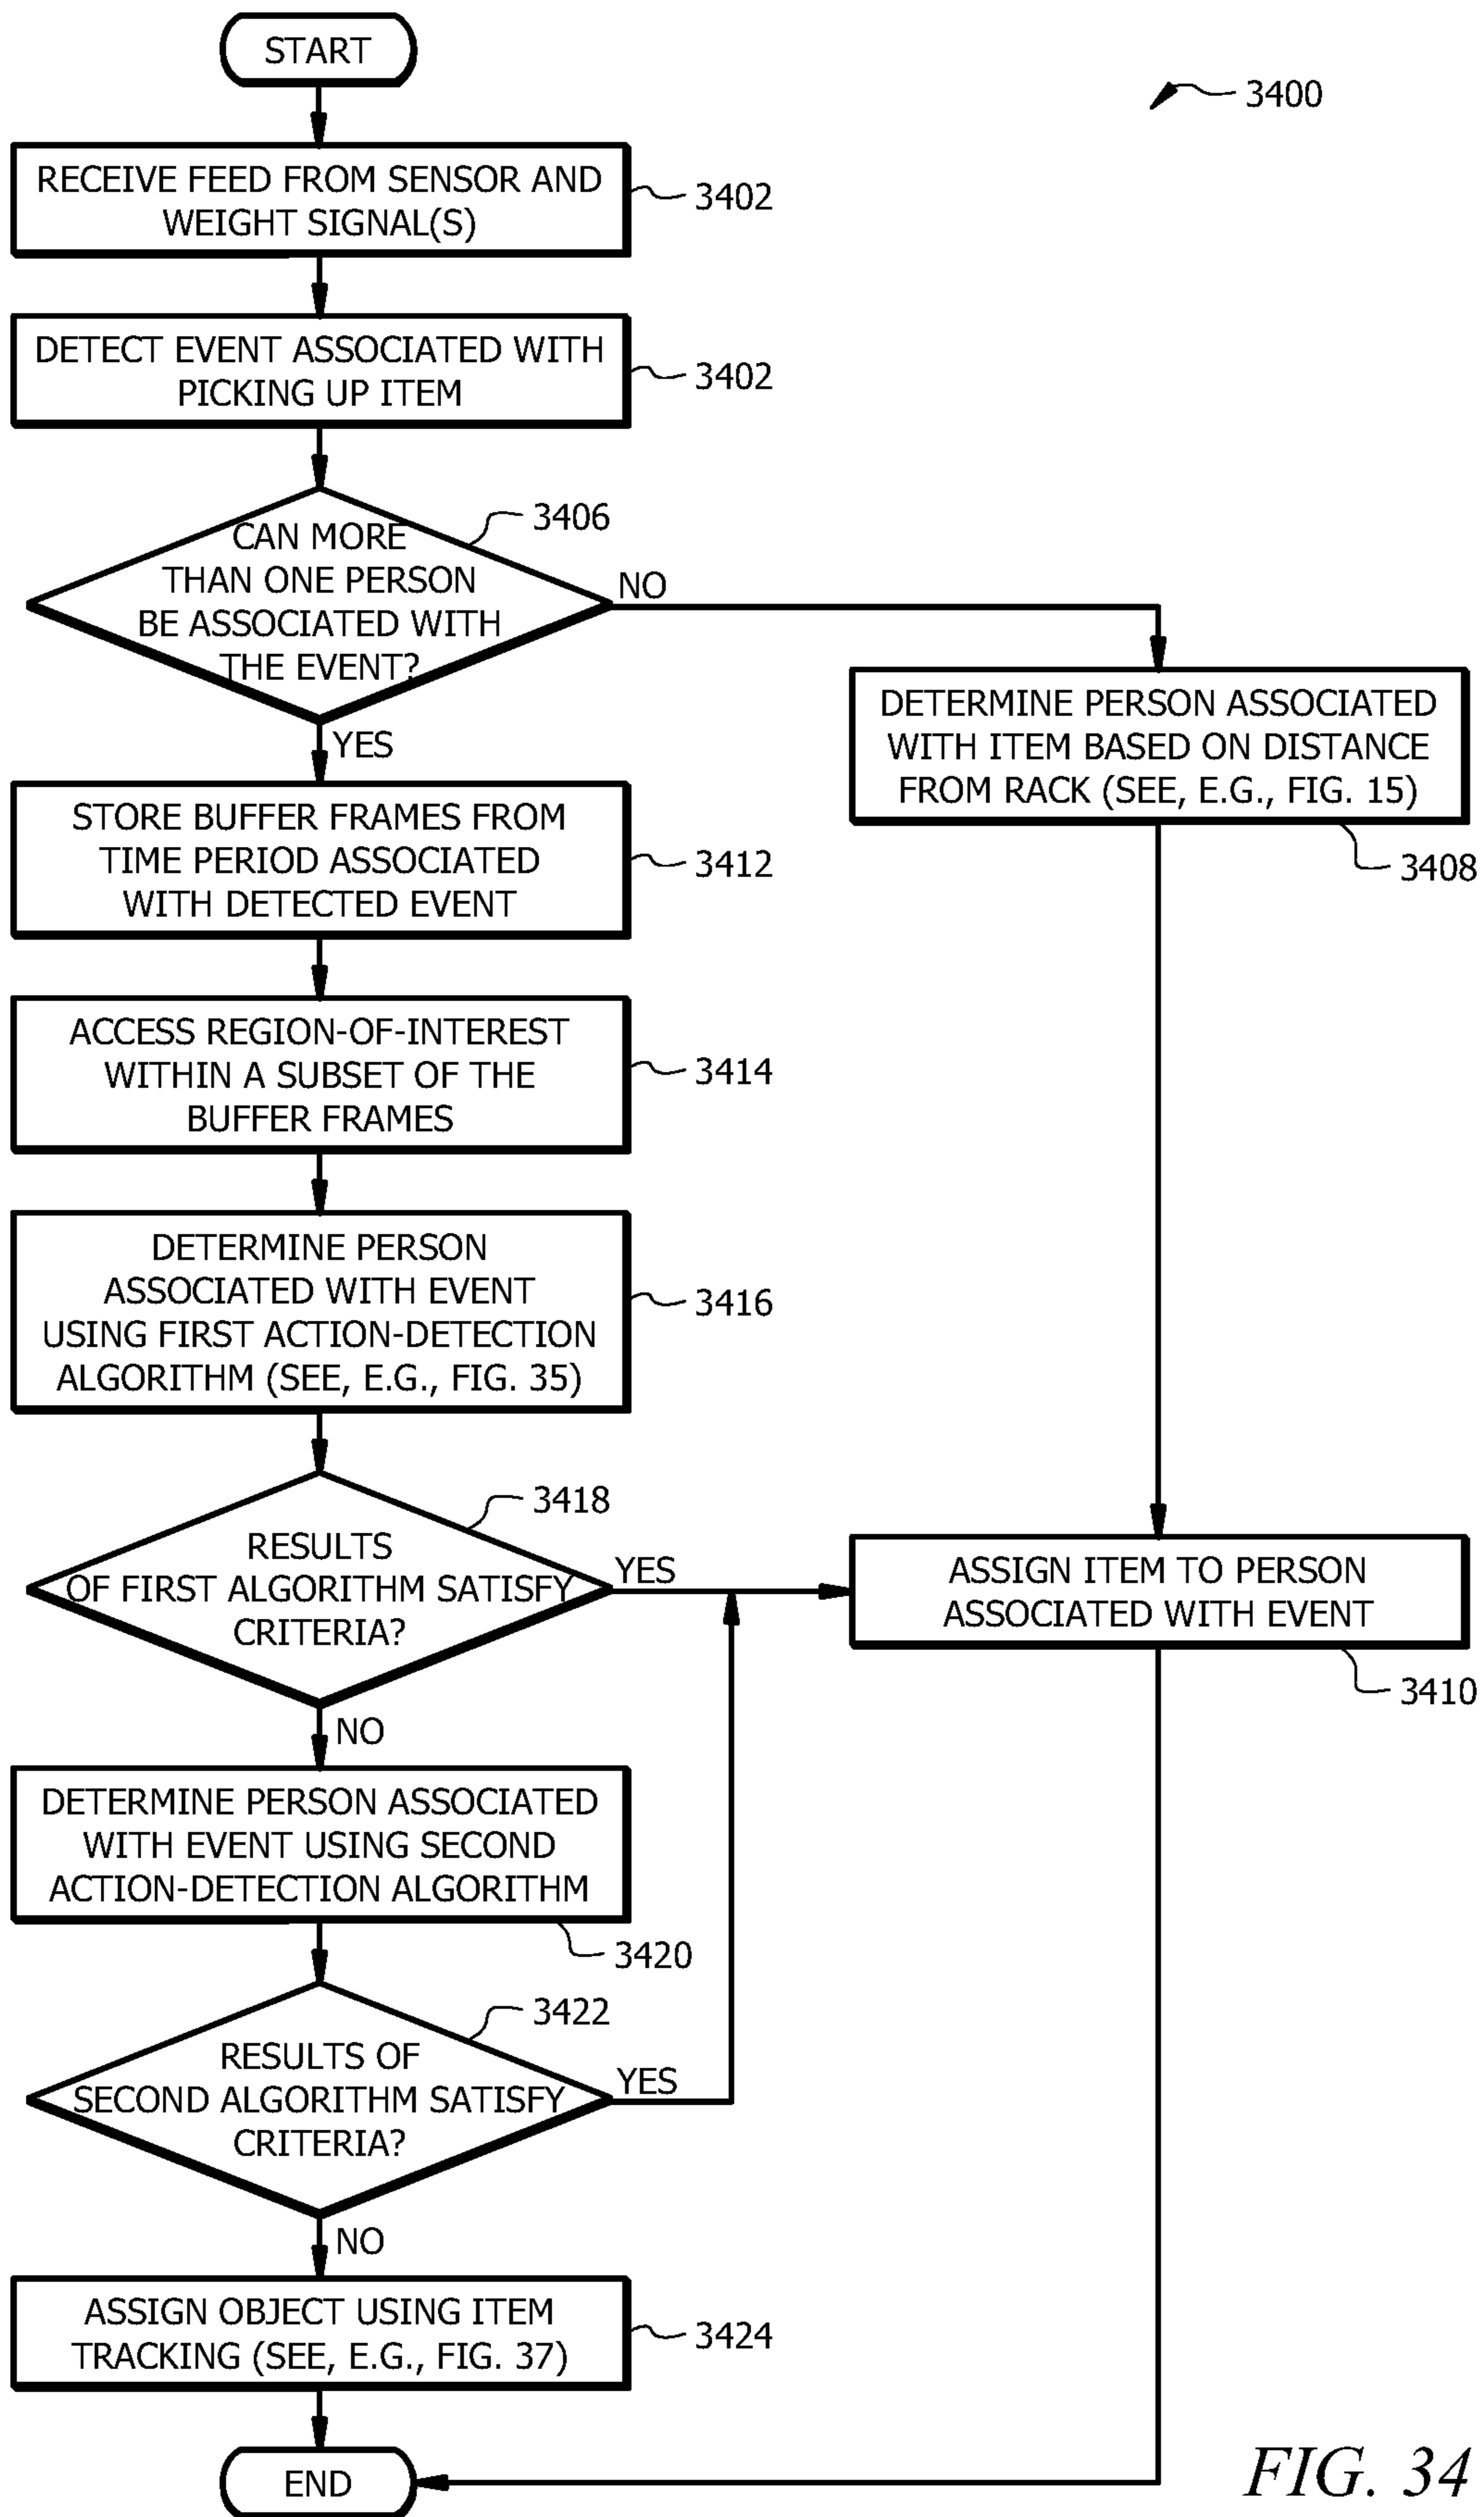 START
3400
RECEIVE FEED FROM SENSOR AND
WEIGHT SIGNAL(S)
3402
DETECT EVENT ASSOCIATED WITH
PICKING UP ITEM
3402
CAN MORE
THAN ONE PERSON
BE ASSOCIATED WITH
THE EVENT?
3406
NO
YES
DETERMINE PERSON ASSOCIATED
WITH ITEM BASED ON DISTANCE
FROM RACK (SEE, E.G., FIG. 15)
3408
STORE BUFFER FRAMES FROM
TIME PERIOD ASSOCIATED
WITH DETECTED EVENT
3412
ACCESS REGION-OF-INTEREST
WITHIN A SUBSET OF THE
BUFFER FRAMES
3414
DETERMINE PERSON
ASSOCIATED WITH EVENT
USING FIRST ACTION-DETECTION
ALGORITHM (SEE, E.G., FIG. 35)
3416
RESULTS
OF FIRST ALGORITHM SATISFY
CRITERIA?
3418
YES
NO
ASSIGN ITEM TO PERSON
ASSOCIATED WITH EVENT
3410
DETERMINE PERSON ASSOCIATED
WITH EVENT USING SECOND
ACTION-DETECTION ALGORITHM
3420
RESULTS OF
SECOND ALGORITHM SATISFY
CRITERIA?
3422
YES
NO
ASSIGN OBJECT USING ITEM
TRACKING (SEE, E.G., FIG. 37)
3424
END
FIG. 34